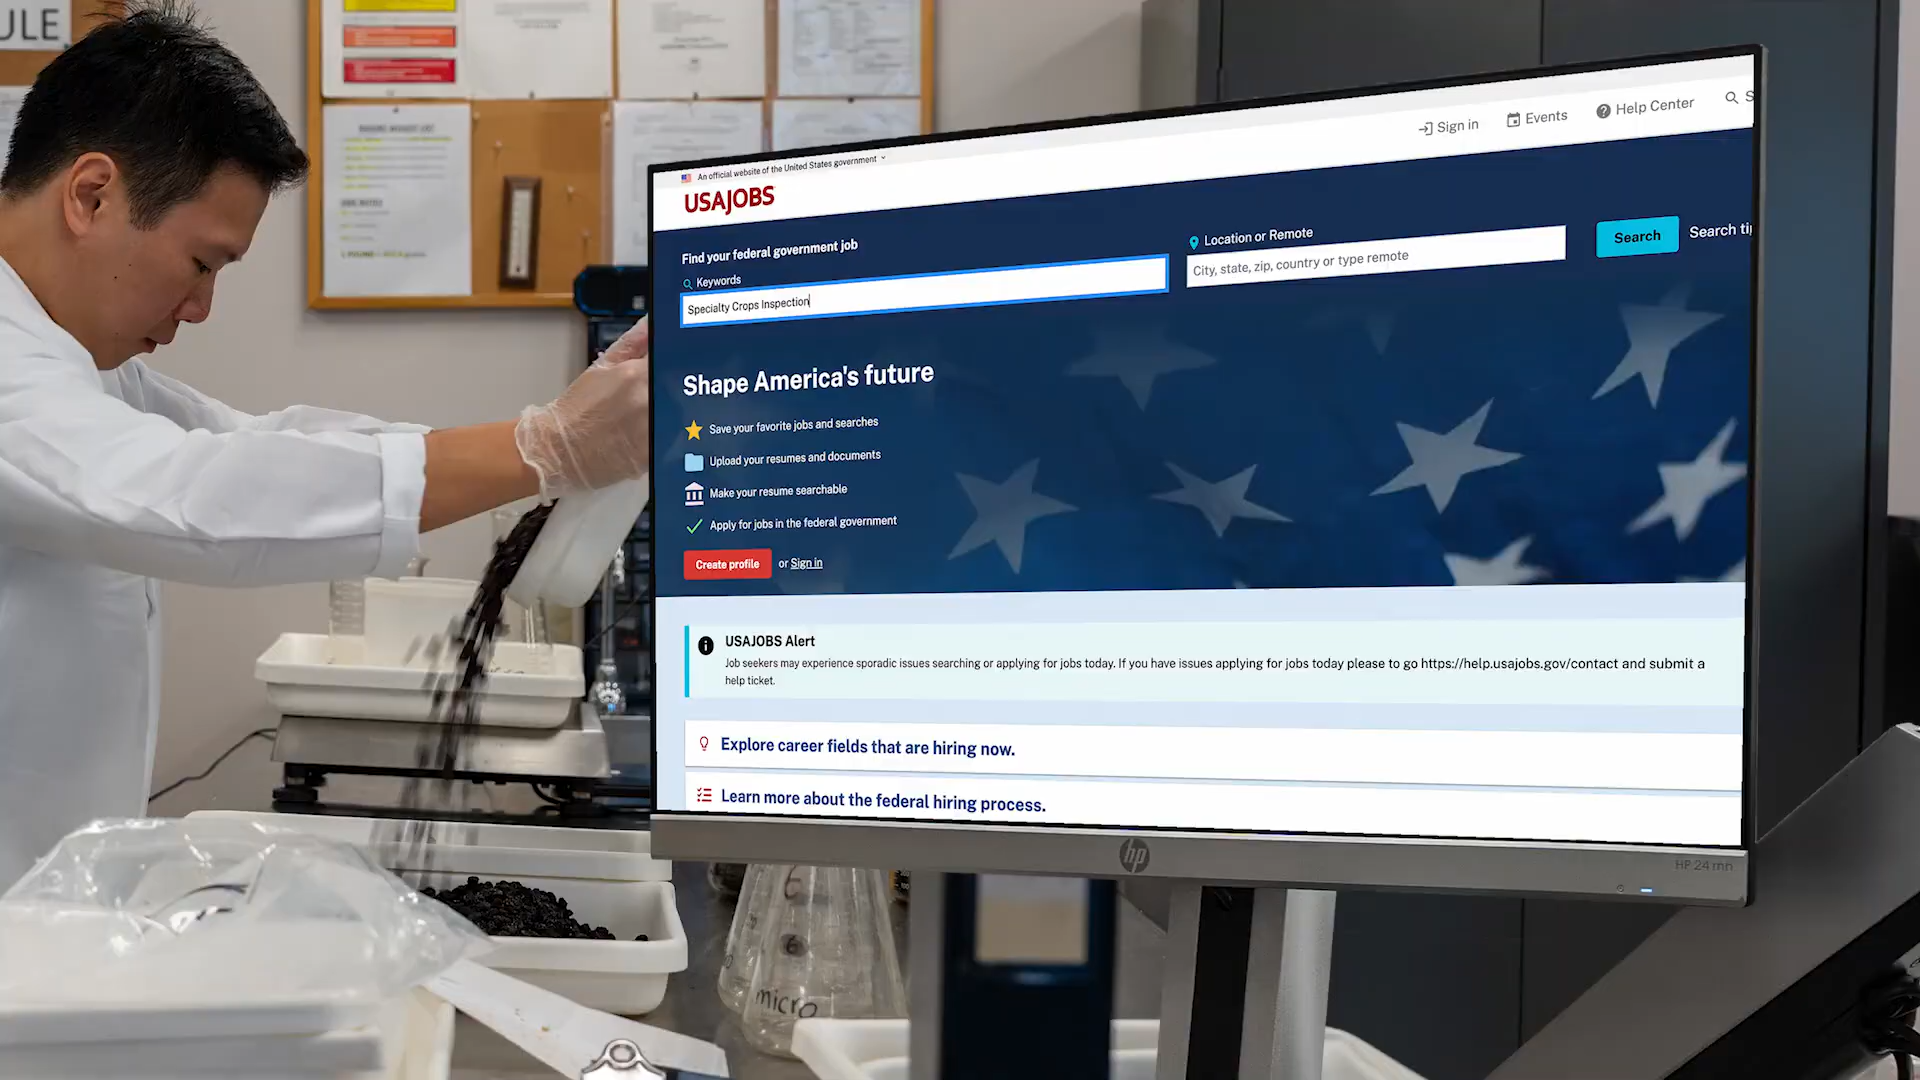 ULE
An official website of the United States government
USAJOBS
Sign in
Events
Help Center
S
Find your federal government job
Keywords
Specialty Crops Inspection
Location or Remote
City, state, zip, country or type remote
Search
Search ti
Shape America's future
Save your favorite jobs and searches
Upload your resumes and documents
Make your resume searchable
Apply for jobs in the federal government
Create profile or Sign in
USAJOBS Alert
Job seekers may experience sporadic issues searching or applying for jobs today. If you have issues applying for jobs today please to go https://help.usajobs.gov/contact and submit a
help ticket.
Explore career fields that are hiring now.
Learn more about the federal hiring process.
hp
HP 24mn
6
6
micro